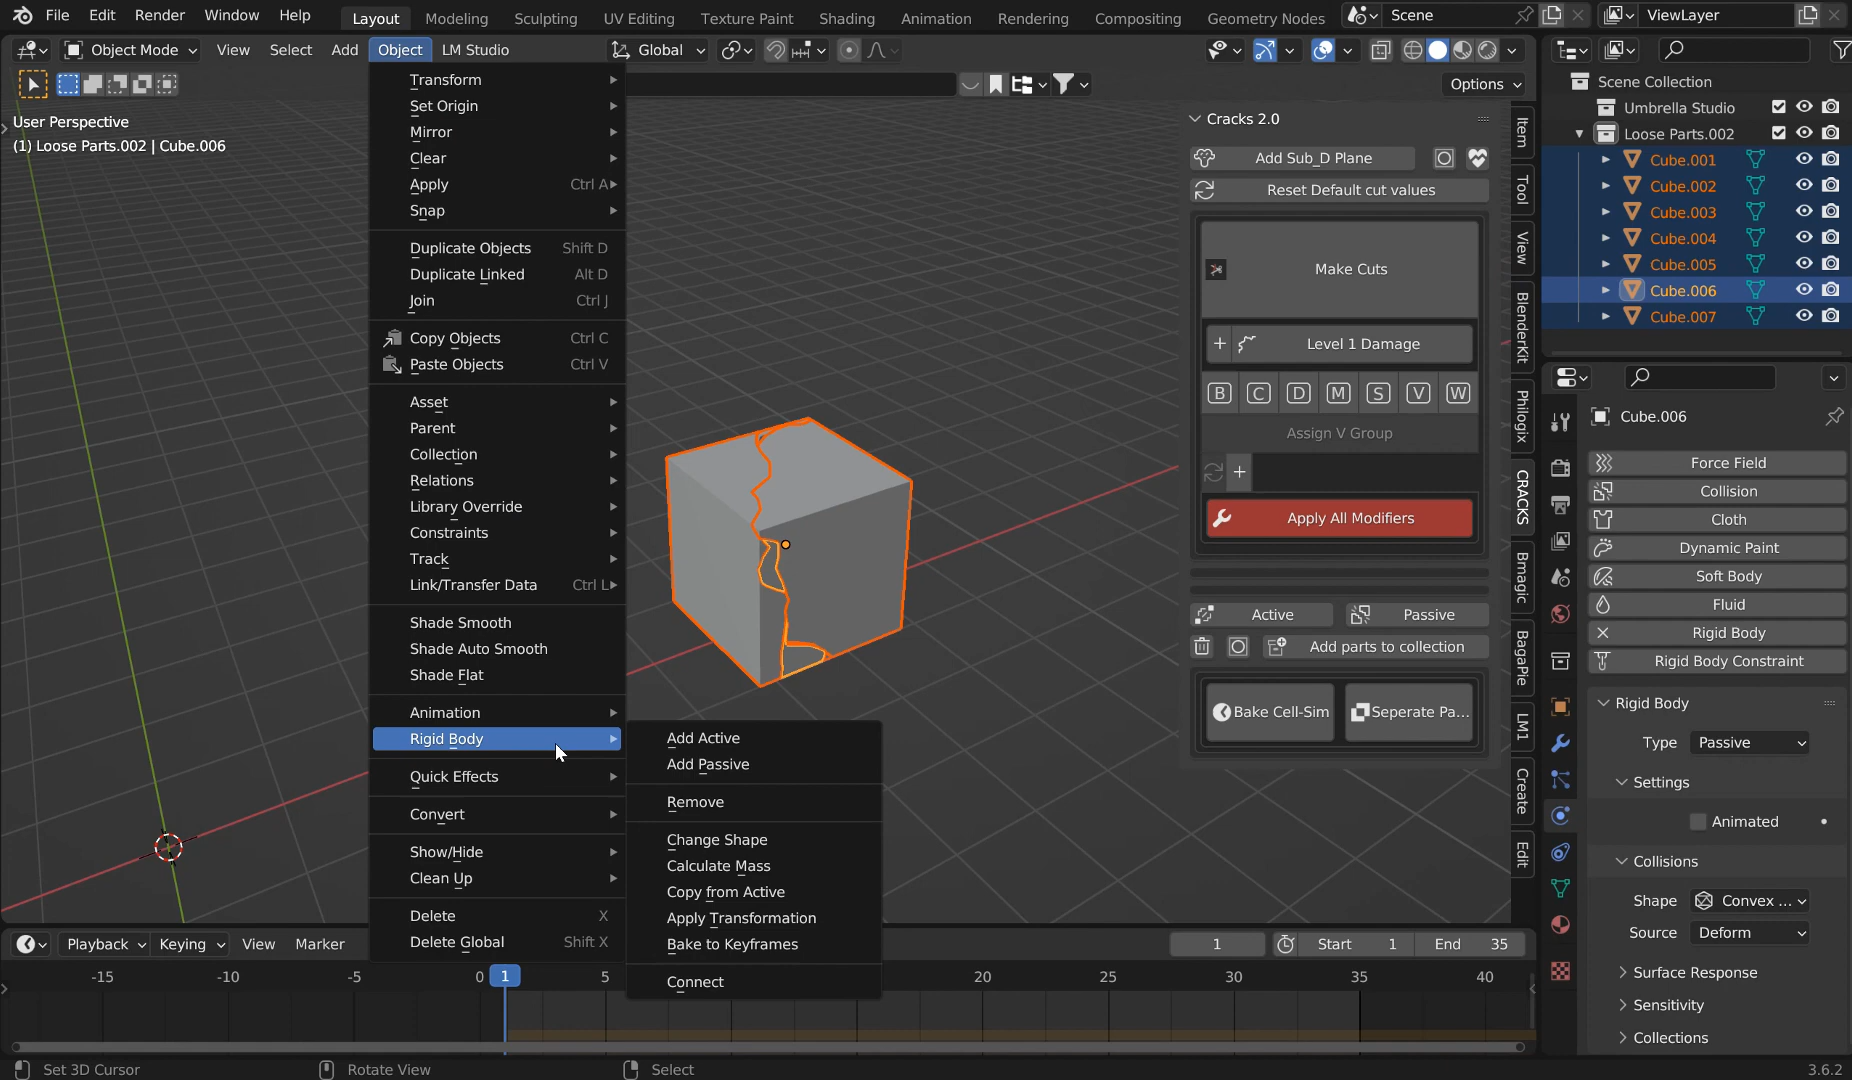 File Edit Render Window Help Layout Modeling Sculpting UV Editing Texture Paint Shading Animation Rendering Compositing Geometry Nodes Scene ViewLayer
Object Mode View Select Add Object LM Studio Global
Options
User Perspective
(1) Loose Parts.002 | Cube.006
Transform
Set Origin
Mirror
Clear
Apply Ctrl A
Snap
Duplicate Objects Shift D
Duplicate Linked Alt D
Join Ctrl J
Copy Objects Ctrl C
Paste Objects Ctrl V
Asset
Parent
Collection
Relations
Library Override
Constraints
Track
Link/Transfer Data Ctrl L
Shade Smooth
Shade Auto Smooth
Shade Flat
Animation
Rigid Body
Quick Effects
Convert
Show/Hide
Clean Up
Delete X
Delete Global Shift X
Add Active
Add Passive
Remove
Change Shape
Calculate Mass
Copy from Active
Apply Transformation
Bake to Keyframes
Connect
Cracks 2.0
Add Sub_D Plane
Reset Default cut values
Make Cuts
+ Level 1 Damage
B C D M S V W
Assign V Group
+
Apply All Modifiers
Active Passive
Add parts to collection
Bake Cell-Sim Seperate Pa...
Item
Tool
View
BlenderKit
Philogix
CRACKS
Bmagic
BagaPie
LM1
Create
Edit
Scene Collection
Umbrella Studio
Loose Parts.002
Cube.001
Cube.002
Cube.003
Cube.004
Cube.005
Cube.006
Cube.007
Cube.006
Force Field
Collision
Cloth
Dynamic Paint
Soft Body
Fluid
Rigid Body
Rigid Body Constraint
Rigid Body
Type Passive
Settings
Animated
Collisions
Shape Convex ...
Source Deform
Surface Response
Sensitivity
Collections
Playback Keying View Marker 1 Start 1 End 35
-15 -10 -5 0 1 5 20 25 30 35 40
Set 3D Cursor Rotate View Select 3.6.2